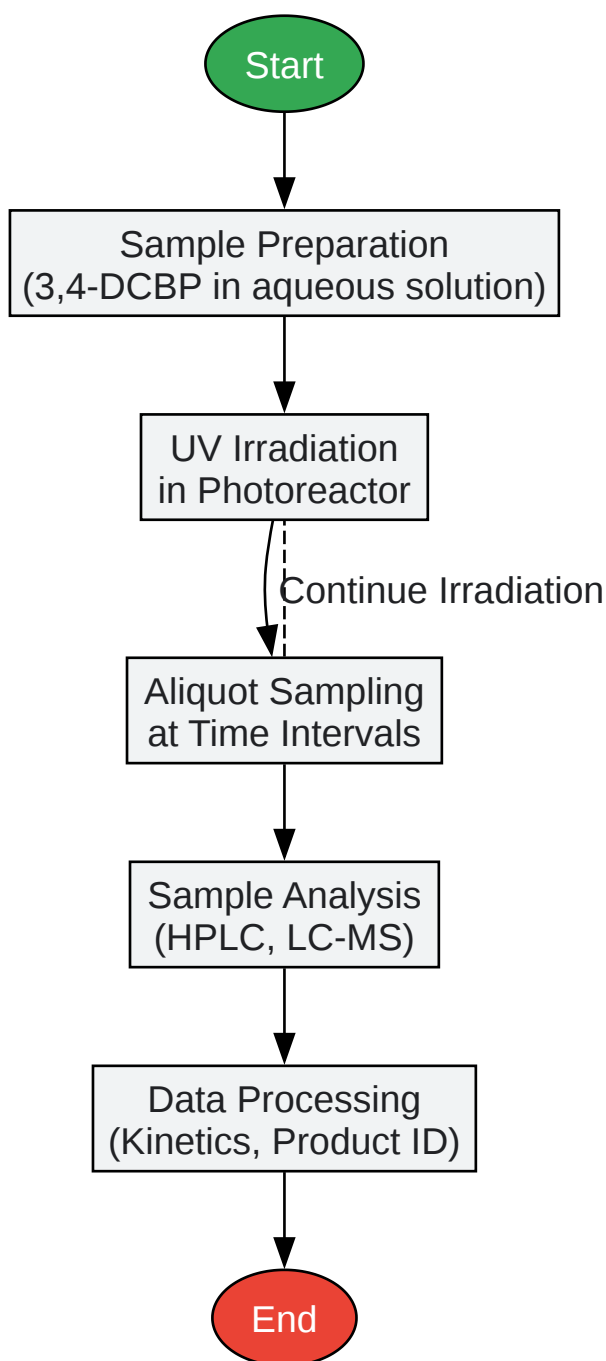 Start
Sample Preparation
(3,4-DCBP in aqueous solution)
UV Irradiation
in Photoreactor
Continue Irradiation
Aliquot Sampling
at Time Intervals
Sample Analysis
(HPLC, LC-MS)
Data Processing
(Kinetics, Product ID)
End